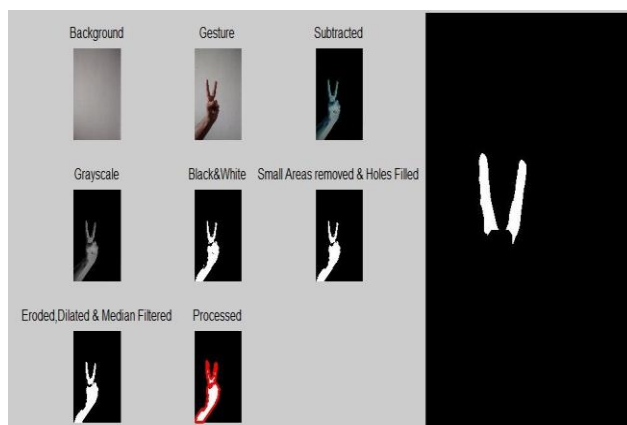 Background
Gesture
Subtracted
Grayscale
Black&White
Small Areas removed & Holes Filled
Eroded,Dilated & Median Filtered
Processed